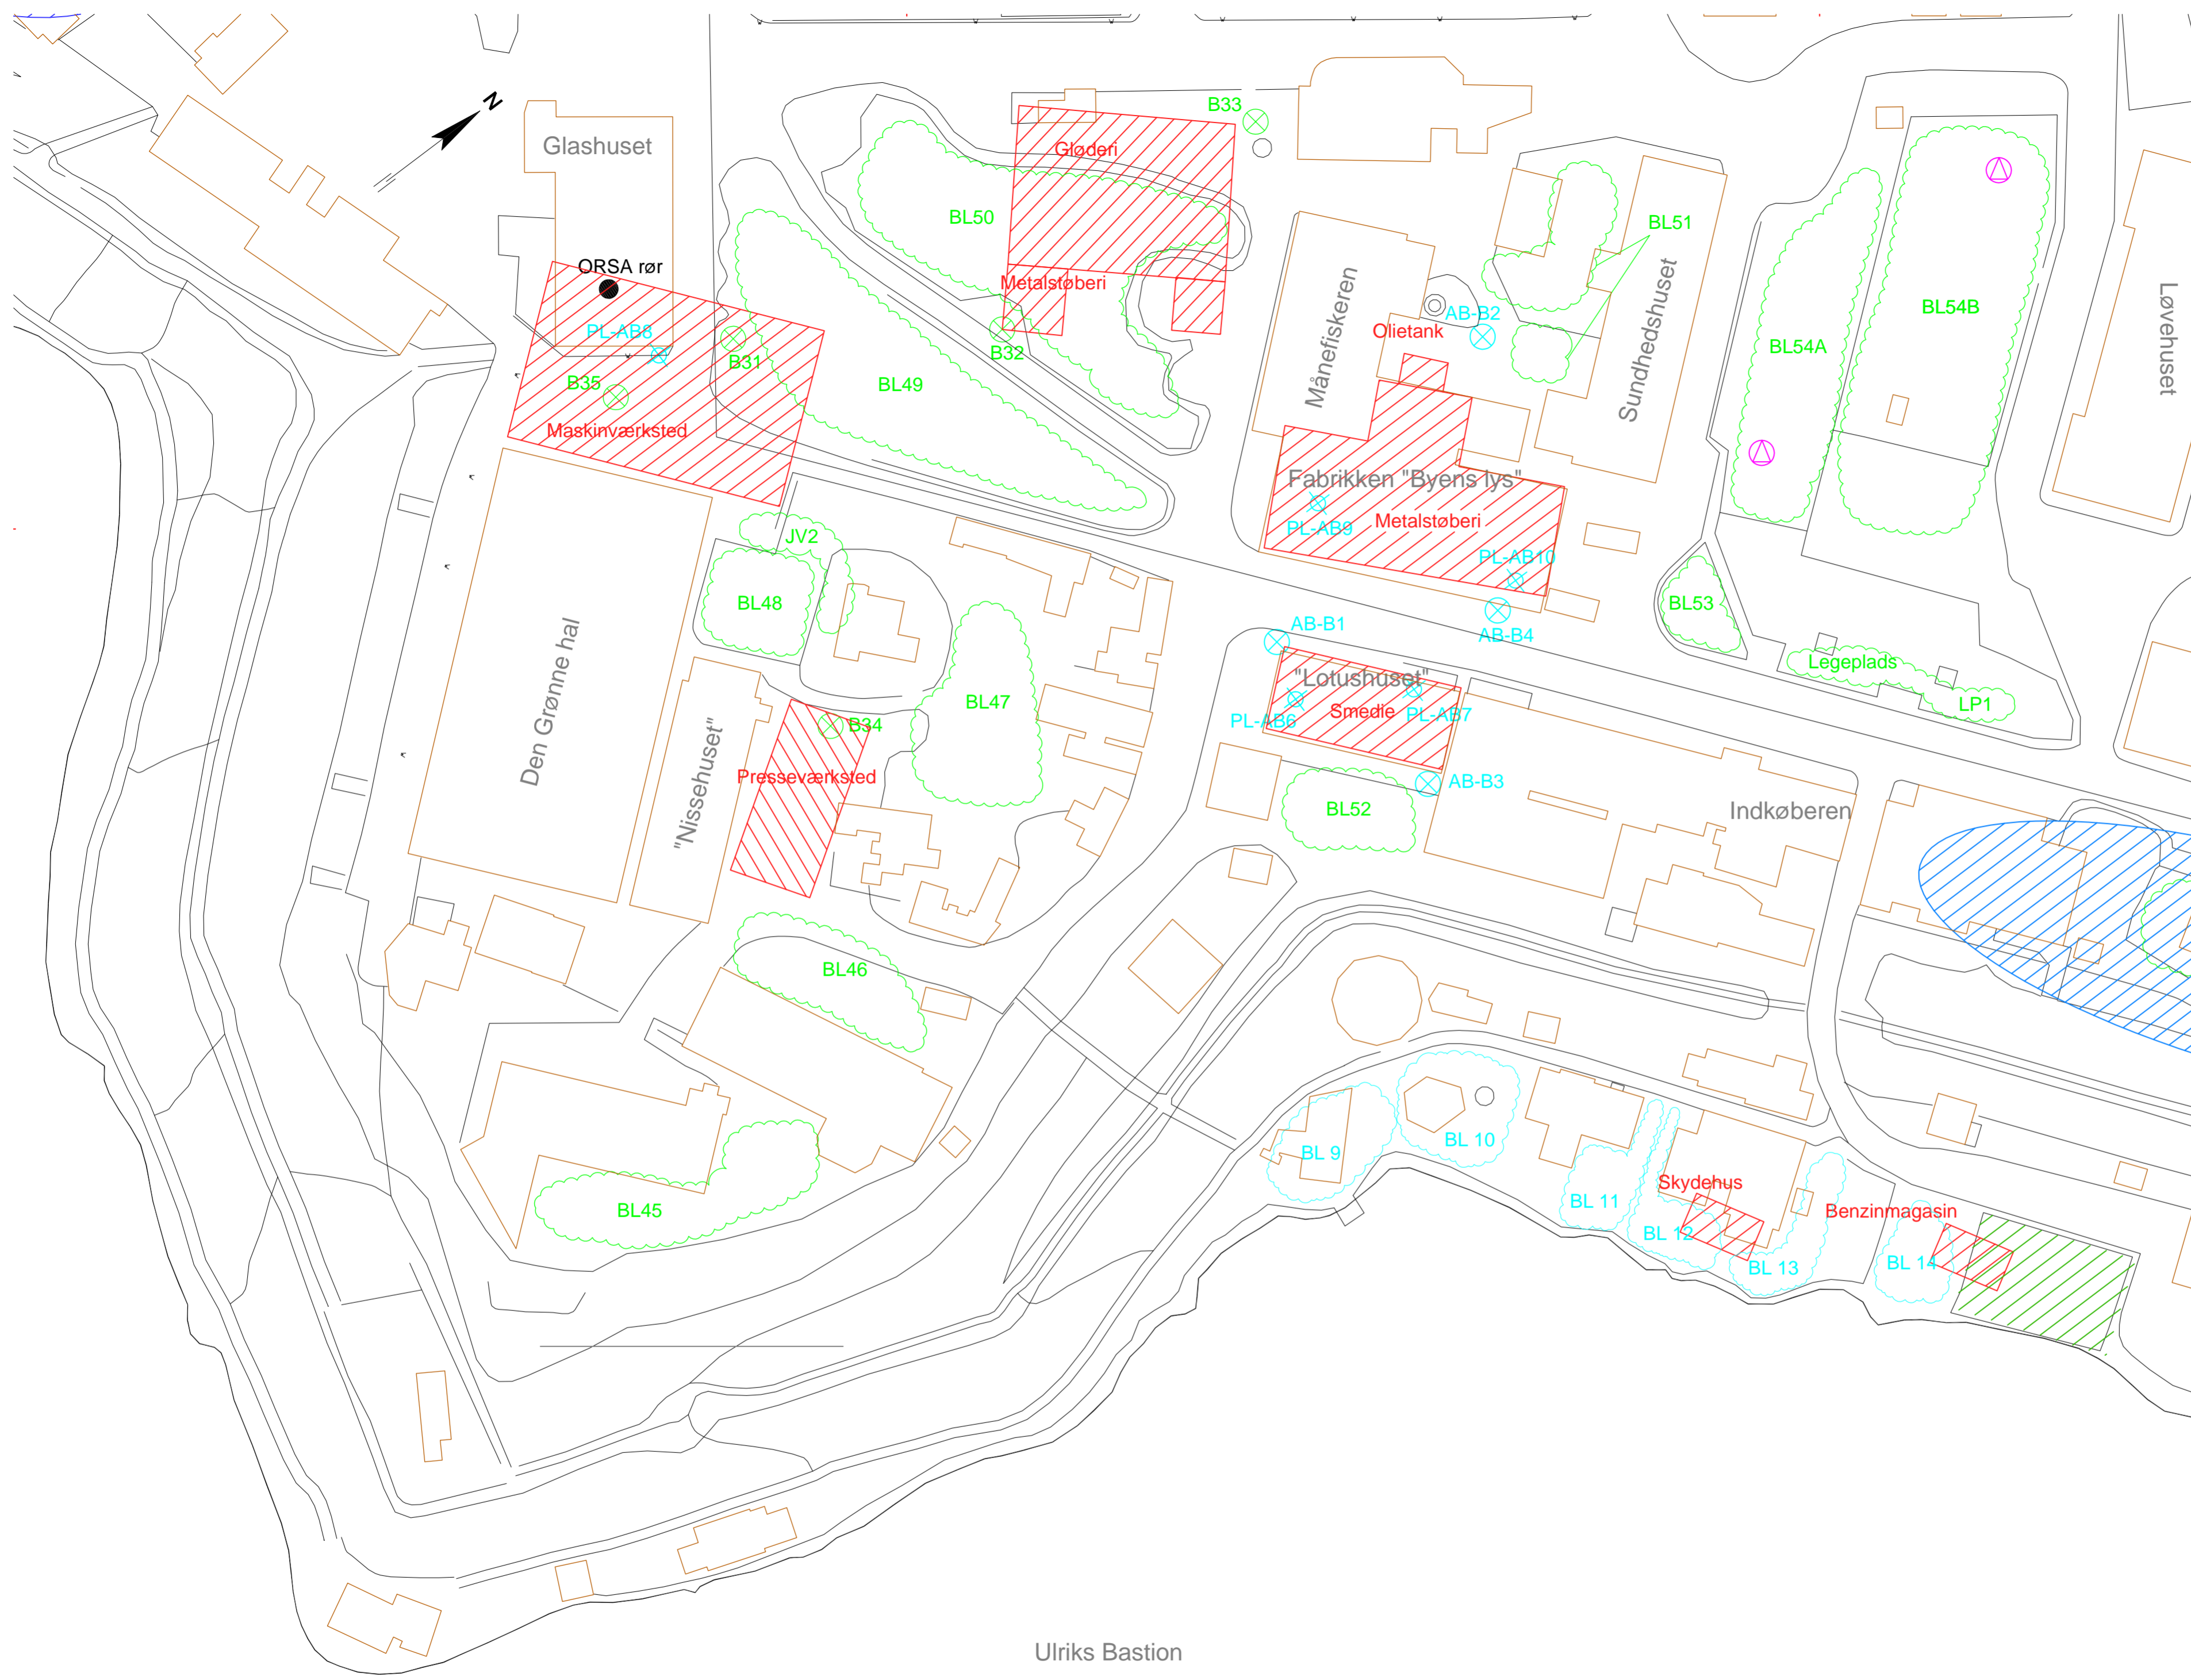 N
Glashuset
B33
Gløderi
BL50
BL51
ORSA rør
Metalstøberi
Månefiskeren
AB-B2
Sundhedshuset
BL54B
Løvehuset
PL-AB8
Olietank
B31
B32
BL54A
B35
BL49
Maskinværksted
Fabrikken "Byens lys"
PL-AB9
Metalstøberi
JV2
PL-AB10
BL48
BL53
AB-B1
AB-B4
Den Grønne hal
Legeplads
"Lotushuset"
BL47
LP1
PL-AB6
Smedie
PL-AB7
B34
"Nissehuset"
Presseværksted
AB-B3
BL52
Indkøberen
BL46
BL 9
BL 10
Skydehus
BL 11
BL45
Benzinmagasin
BL 12
BL 13
BL 14
Ulriks Bastion